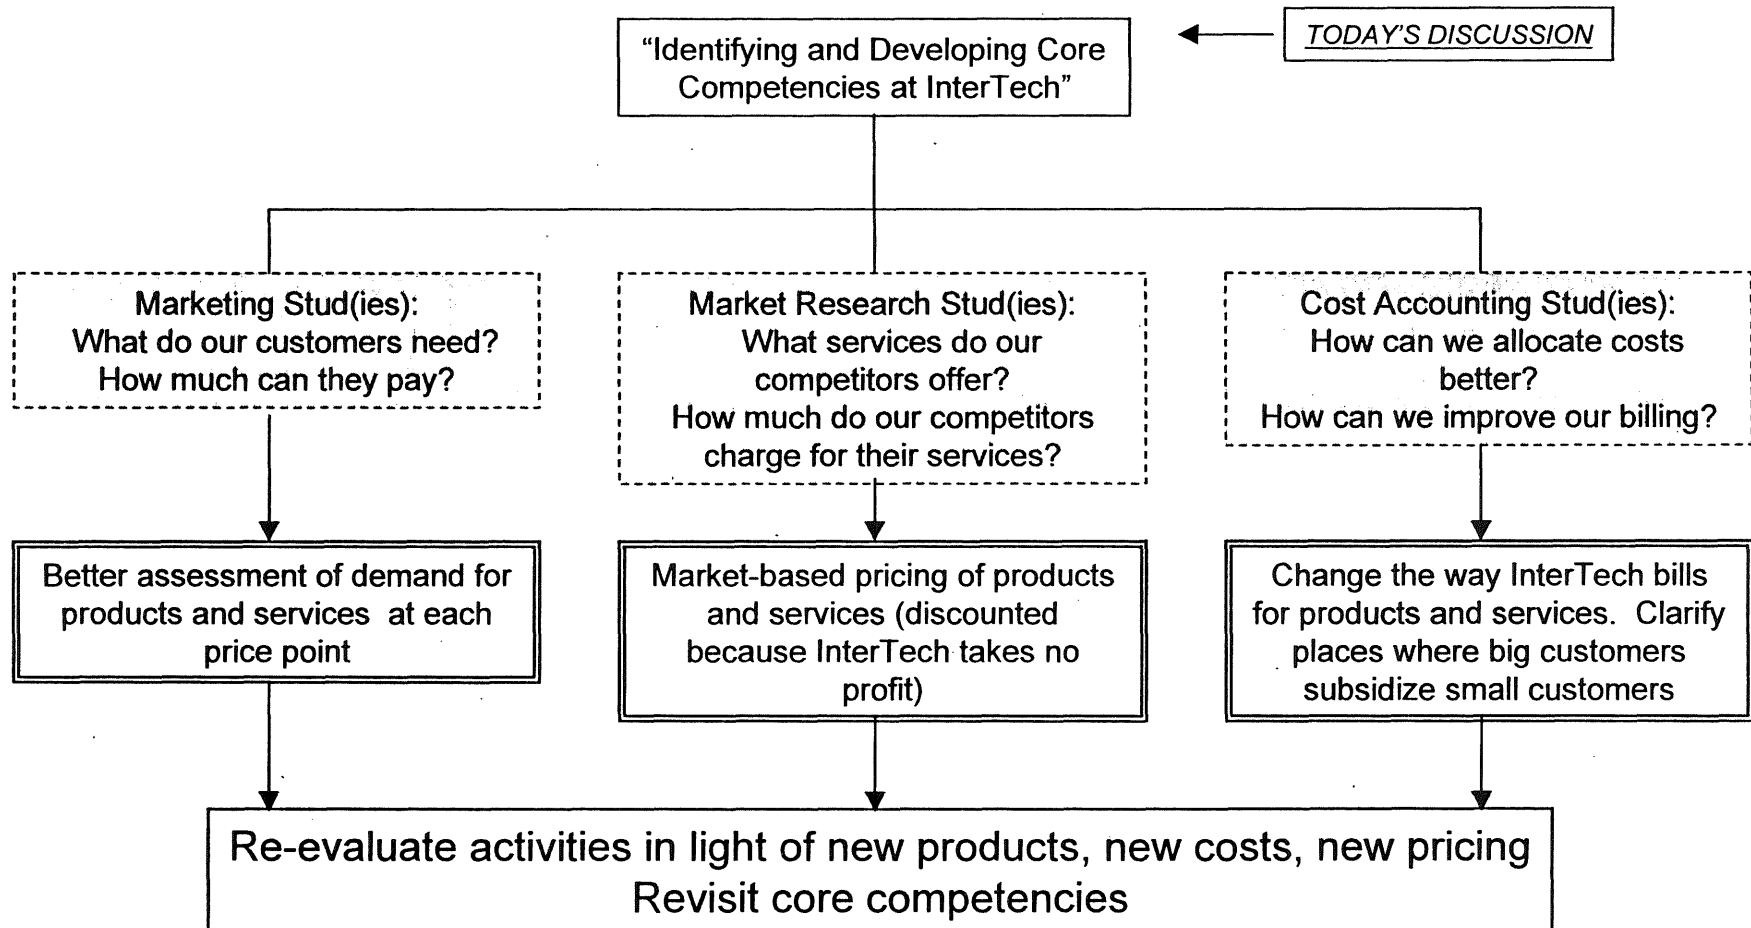 “Identifying and Developing Core
Competencies at InterTech”
TODAY'S DISCUSSION
Marketing Stud(ies):
What do our customers need?
How much can they pay?
Market Research Stud(ies):
What services do our
competitors offer?
How much do our competitors
charge for their services?
Cost Accounting Stud(ies):
How can we allocate costs
better?
How can we improve our billing?
Better assessment of demand for
products and services at each
price point
Market-based pricing of products
and services (discounted
because InterTech takes no
profit)
Change the way InterTech bills
for products and services. Clarify
places where big customers
subsidize small customers
Re-evaluate activities in light of new products, new costs, new pricing
Revisit core competencies